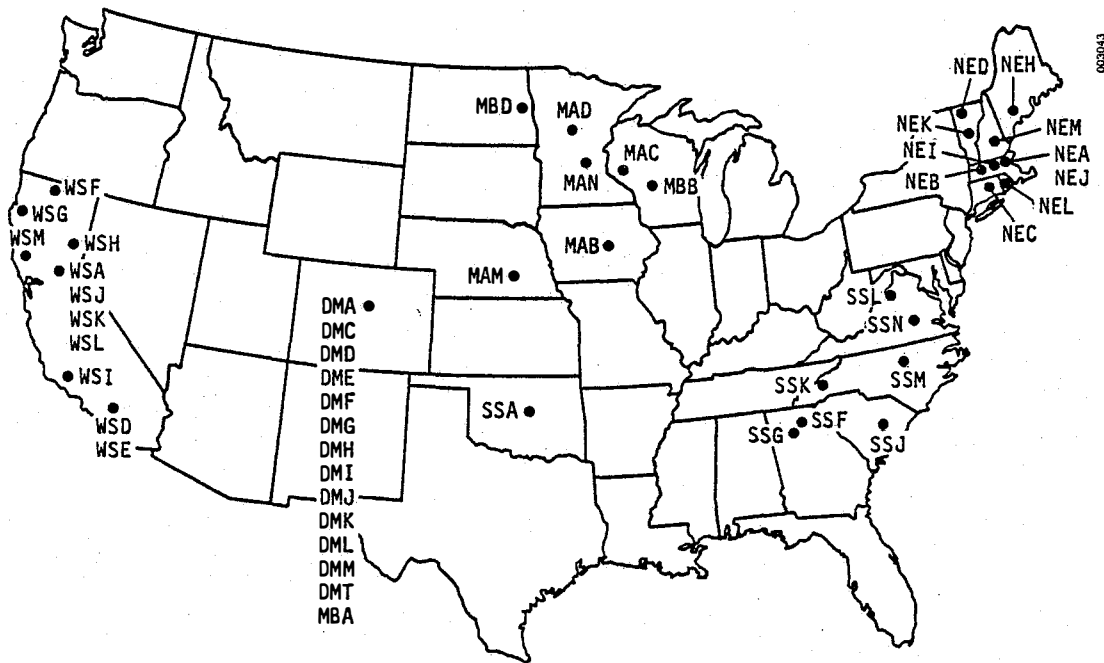 003043
NED NEH
MBD
MAD
NEK
NEM
MAC
NEI
NEA
MAN
NEB
NEJ
MBB
WSF
NEL
WSG
NEC
WSM
WSH
MAB
WSA
MAM
WSJ
SSL
DMA
WSK
SSN
DMC
WSL
DMD
SSM
WSI
DME
SSK
DMF
SSA
WSD
DMG
SSF
SSG
SSJ
WSE
DMH
DMI
DMJ
DMK
DML
DMM
DMT
MBA